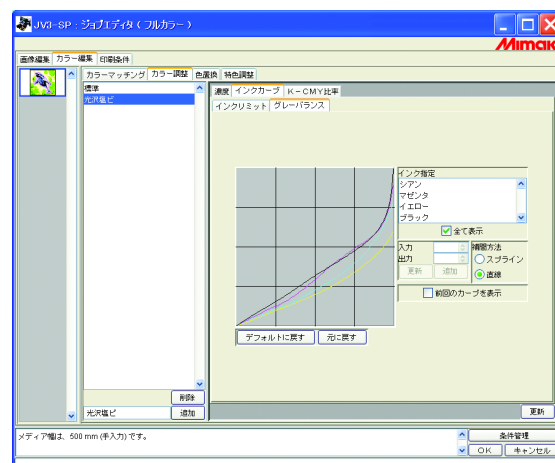 JV3-SP : ジョブエディタ ( フルカラー )
Mimaki
画像編集 カラー編集 印刷条件
カラーマッチング カラー調整 色置換 特色調整
標準
光沢塩ビ
濃度 インクカーブ K－CMY比率
インクリミット グレーバランス
インク指定
シアン
マゼンタ
イエロー
ブラック
全て表示
入力
出力
更新 追加
補間方法
スプライン
直線
前回のカーブを表示
デフォルトに戻す 元に戻す
削除
光沢塩ビ 追加
更新
メディア幅は、500 mm (手入力) です。
条件管理
OK キャンセル